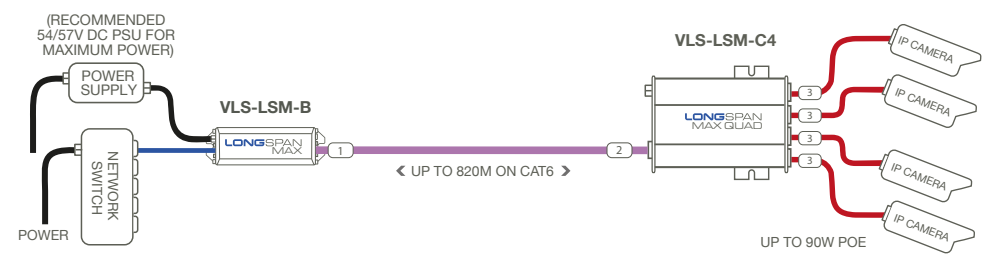 (RECOMMENDED
54/57V DC PSU FOR
MAXIMUM POWER)
POWER
SUPPLY
VLS-LSM-B
LONGSPAN
MAX
NETWORK
SWITCH
POWER
1
❮ UP TO 820M ON CAT6 ❯
2
VLS-LSM-C4
LONGSPAN
MAX QUAD
3
3
3
3
IP CAMERA
IP CAMERA
IP CAMERA
IP CAMERA
UP TO 90W POE